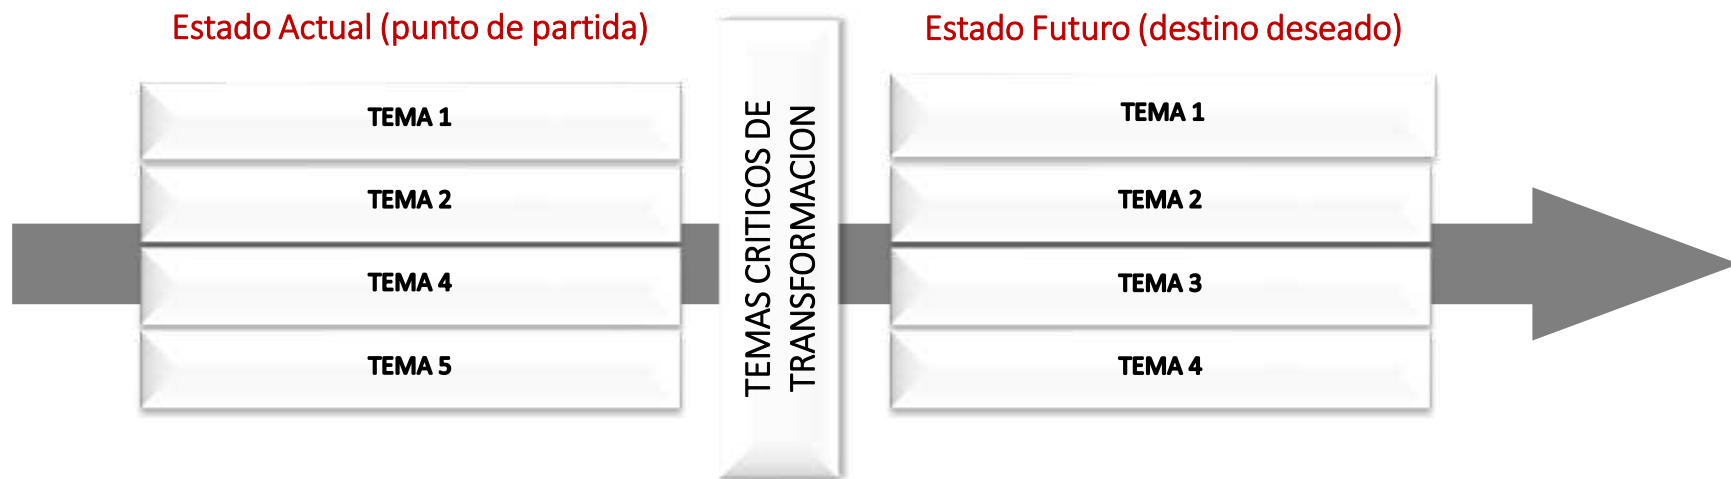 Estado Actual (punto de partida)
TEMA 1
TEMA 2
TEMA 4
TEMA 5
TEMAS CRITICOS DE
TRANSFORMACION
Estado Futuro (destino deseado)
TEMA 1
TEMA 2
TEMA 3
TEMA 4